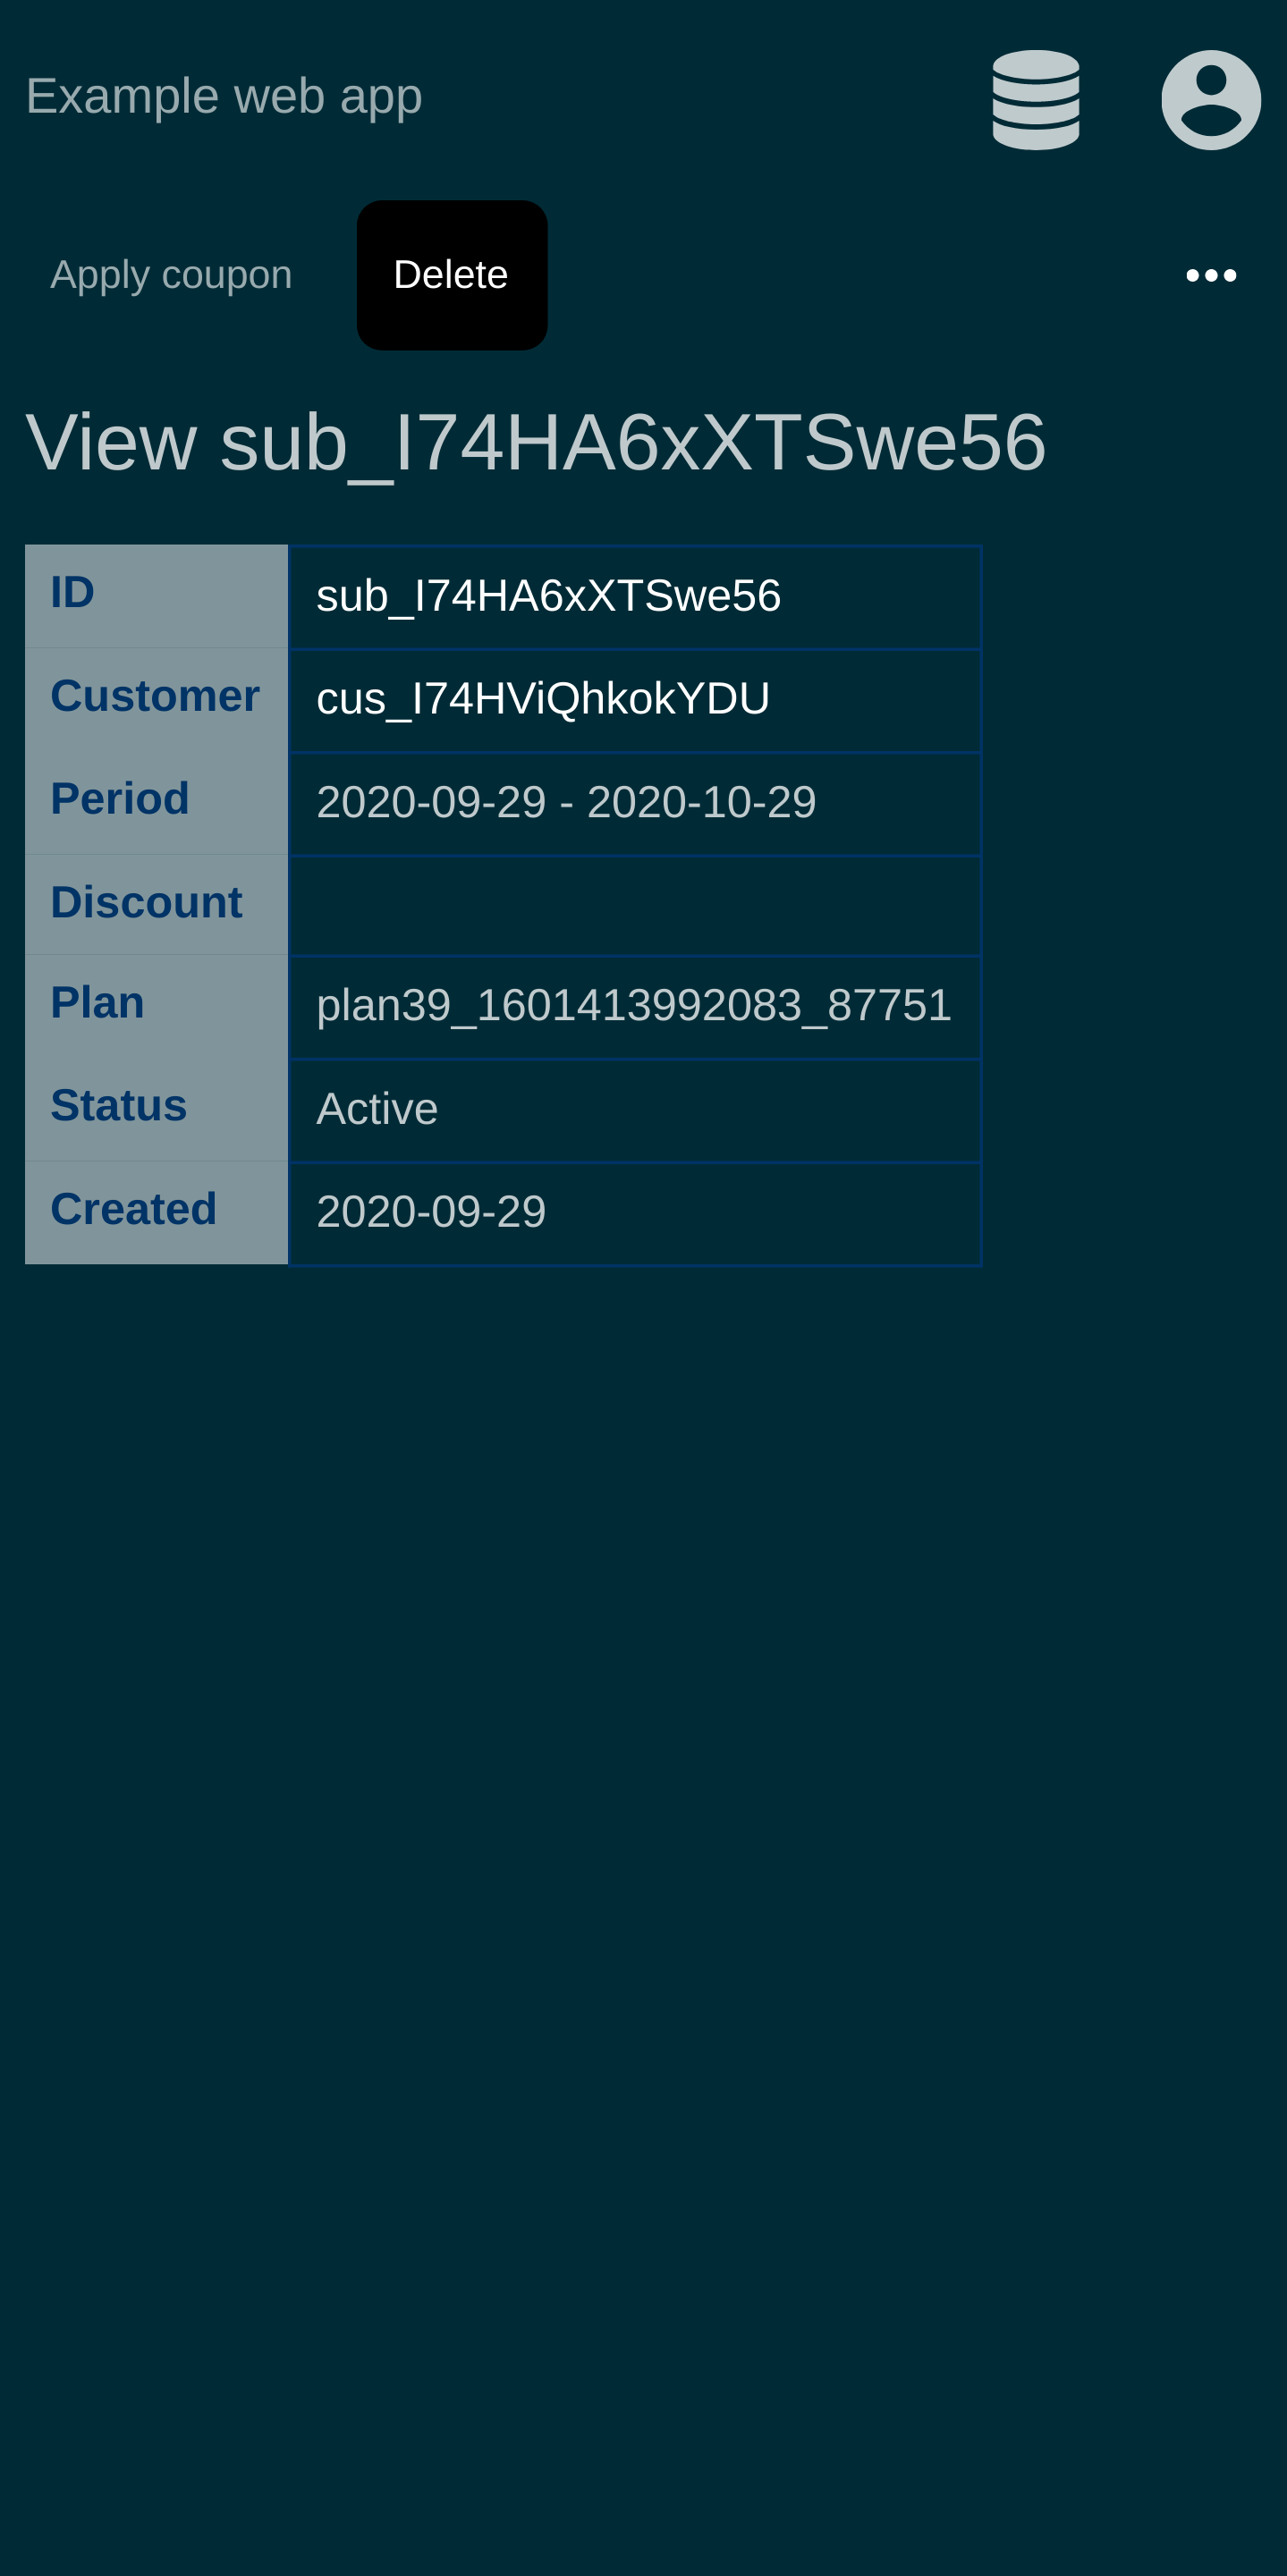 Example web app
Apply coupon Delete
View sub_I74HA6xXTSwe56
ID sub_I74HA6xXTSwe56
Customer cus_I74HViQhkokYDU
Period 2020-09-29 - 2020-10-29
Discount
Plan plan39_1601413992083_87751
Status Active
Created 2020-09-29